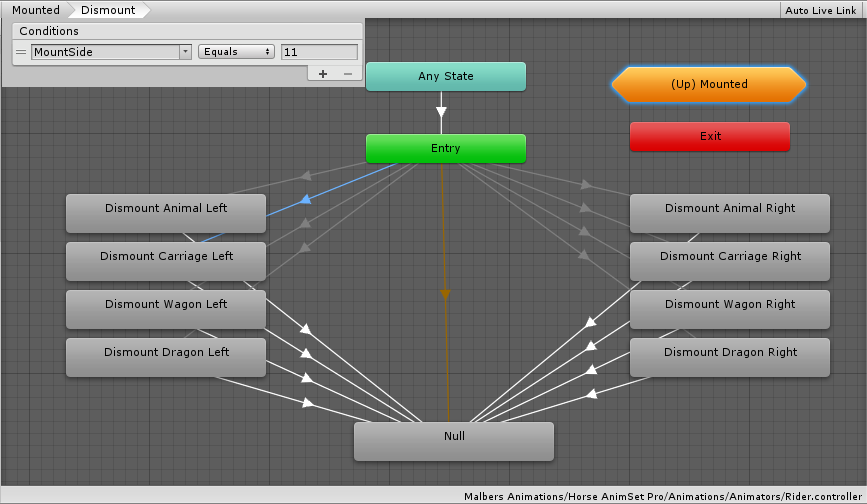 Mounted Dismount Auto Live Link
Conditions
MountSide Equals 11
+ −
Any State
(Up) Mounted
Exit
Entry
Dismount Animal Left
Dismount Animal Right
Dismount Carriage Left
Dismount Carriage Right
Dismount Wagon Left
Dismount Wagon Right
Dismount Dragon Left
Dismount Dragon Right
Null
Malbers Animations/Horse AnimSet Pro/Animations/Animators/Rider.controller